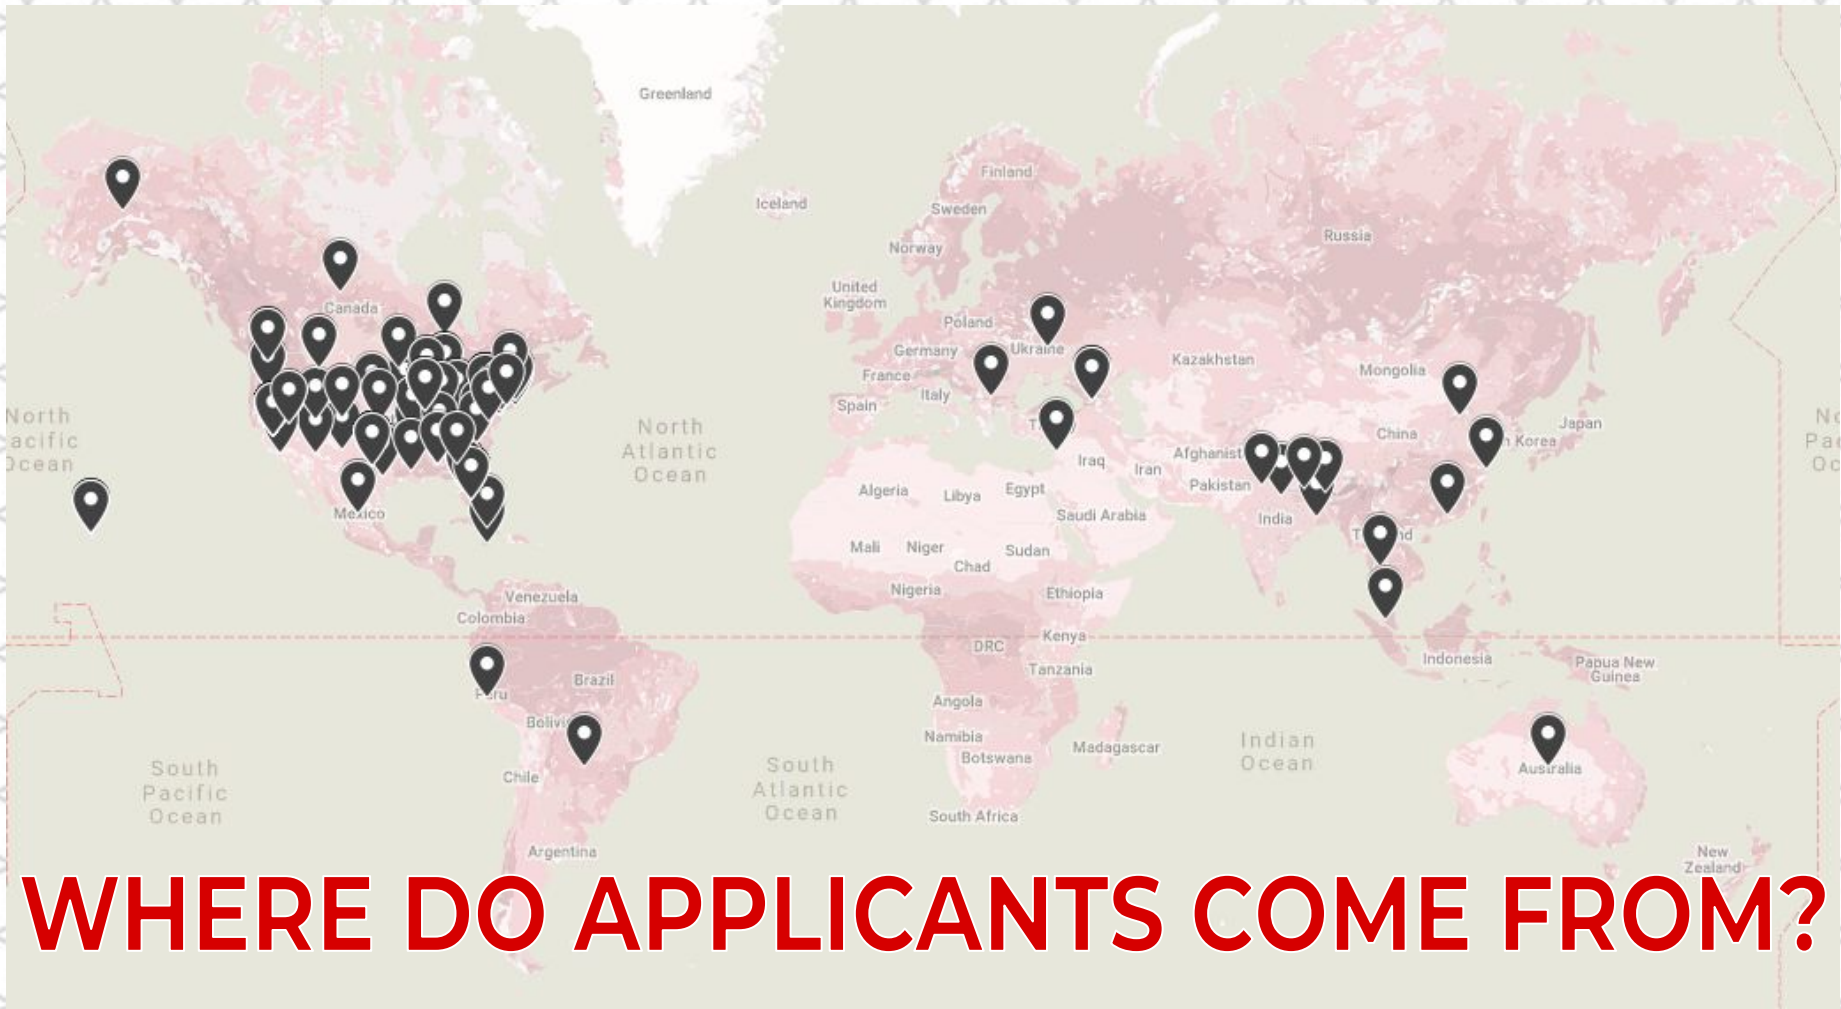 Greenland
Iceland
Finland
Sweden
Norway
Russia
United
Kingdom
Canada
Poland
Germany
Ukraine
France
Kazakhstan
Mongolia
Italy
Spain
North
acific
Ocean
North
Atlantic
Ocean
Japan
China
Korea
Afghanist
Iraq
Iran
Pakistan
Algeria
Libya
Egypt
Mexico
Saudi Arabia
India
Mali
Niger
Sudan
Chad
Nigeria
Ethiopia
Venezuela
Colombia
Kenya
DRC
Tanzania
Indonesia
Papua New
Guinea
Brazil
Angola
Namibia
Botswana
Madagascar
Indian
Ocean
South
Pacific
Ocean
South
Atlantic
Ocean
Chile
Australia
South Africa
Argentina
New
Zealand
WHERE DO APPLICANTS COME FROM?